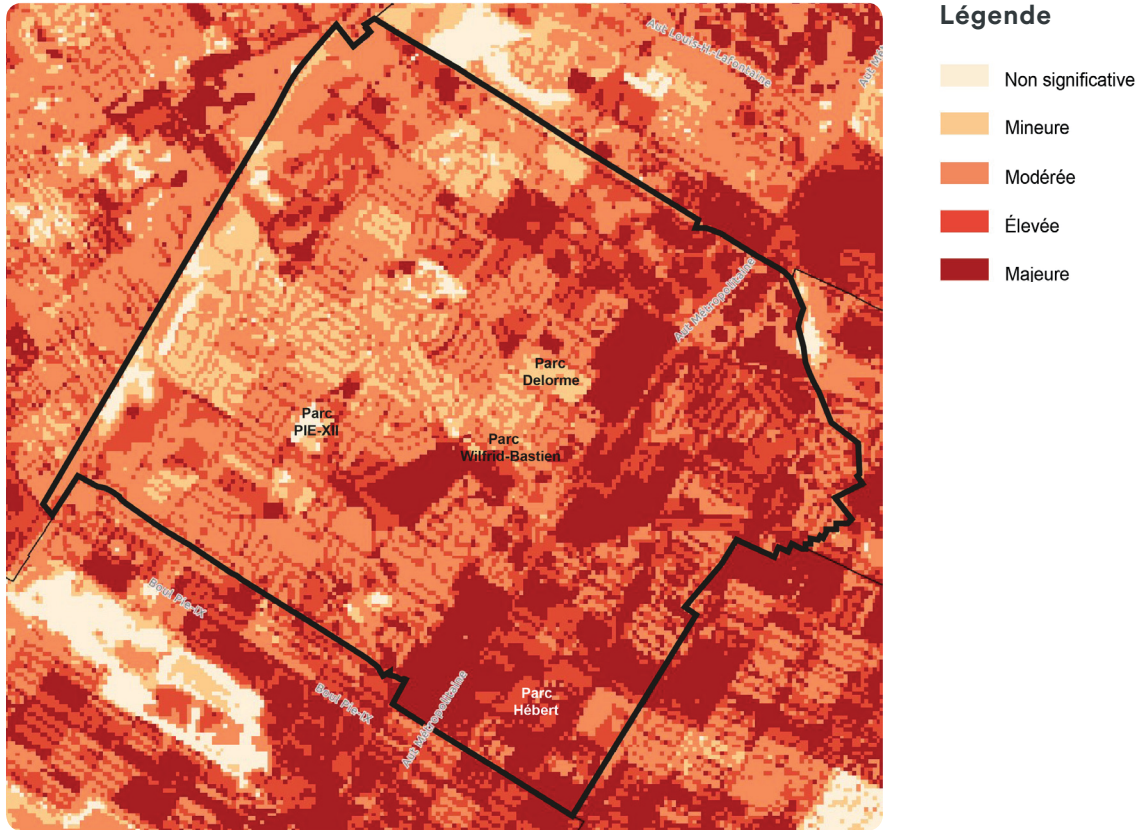 Légende
Non significative
Mineure
Modérée
Élevée
Majeure
Aut Louis-H.-Lafontaine
Aut Métropolitaine
Parc
Delorme
Parc
PIE-XII
Parc
Wilfrid-Bastien
Boul Pie-IX
Boul Pie-IX
Aut Métropolitaine
Parc
Hébert